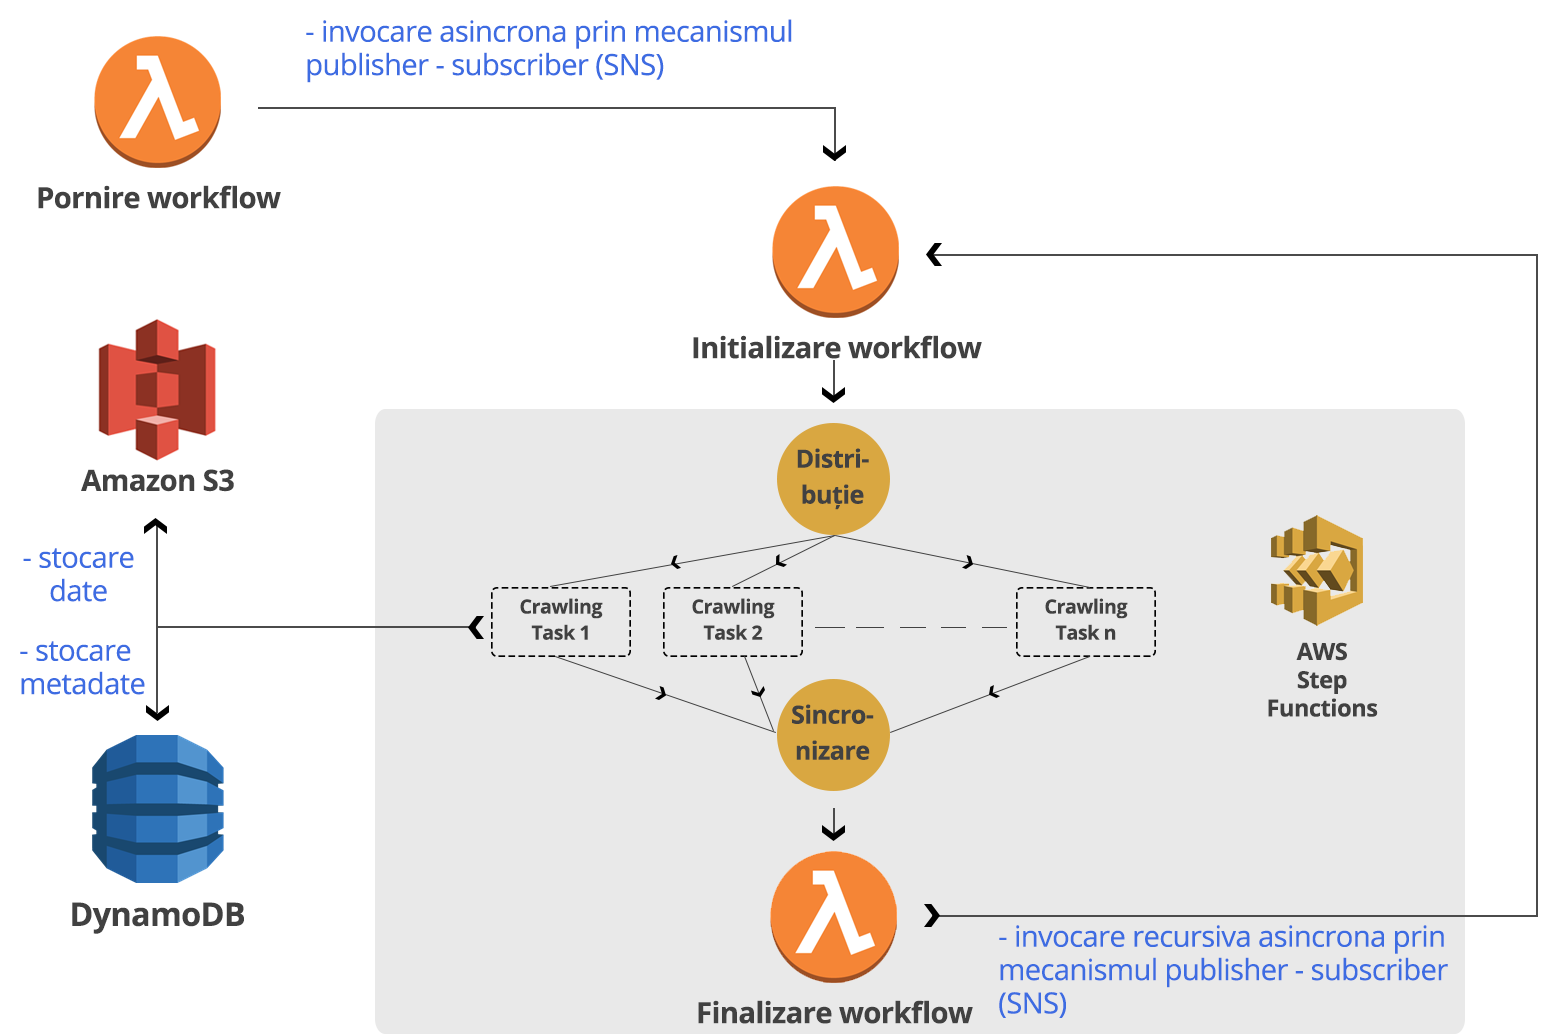 - invocare asincrona prin mecanismul
publisher - subscriber (SNS)
Pornire workflow
Initializare workflow
Amazon S3
- stocare
date
- stocare
metadate
DynamoDB
Distri-
buție
Crawling
Task 1
Crawling
Task 2
Crawling
Task n
AWS
Step
Functions
Sincro-
nizare
- invocare recursiva asincrona prin
mecanismul publisher - subscriber
(SNS)
Finalizare workflow